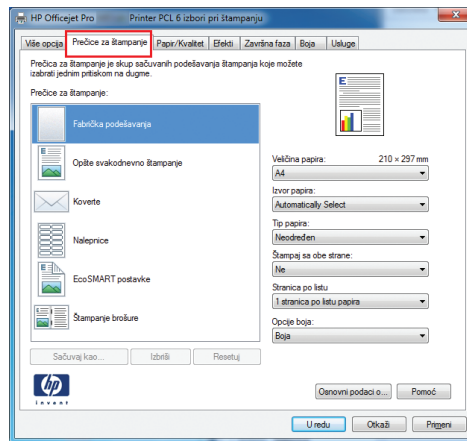 HP Officejet Pro Printer PCL 6 izbori pri štampanju
Više opcija Prečice za štampanje Papir/Kvalitet Efekti Završna faza Boja Usluge
Prečica za štampanje je skup sačuvanih podešavanja štampanja koje možete
izabrati jednim pritiskom na dugme.
Prečice za štampanje:
Fabrička podešavanja
Opšte svakodnevno štampanje
Koverte
Nalepnice
EcoSMART postavke
Štampanje brošure
Sačuvaj kao... Izbriši Resetuj
E
Veličina papira: 210 × 297 mm
A4
Izvor papira:
Automatically Select
Tip papira:
Neodređen
Štampaj sa obe strane:
Ne
Stranica po listu
1 stranica po listu papira
Opcije boja:
Boja
hp
invent
Osnovni podaci o... Pomoć
U redu Otkaži Primeni